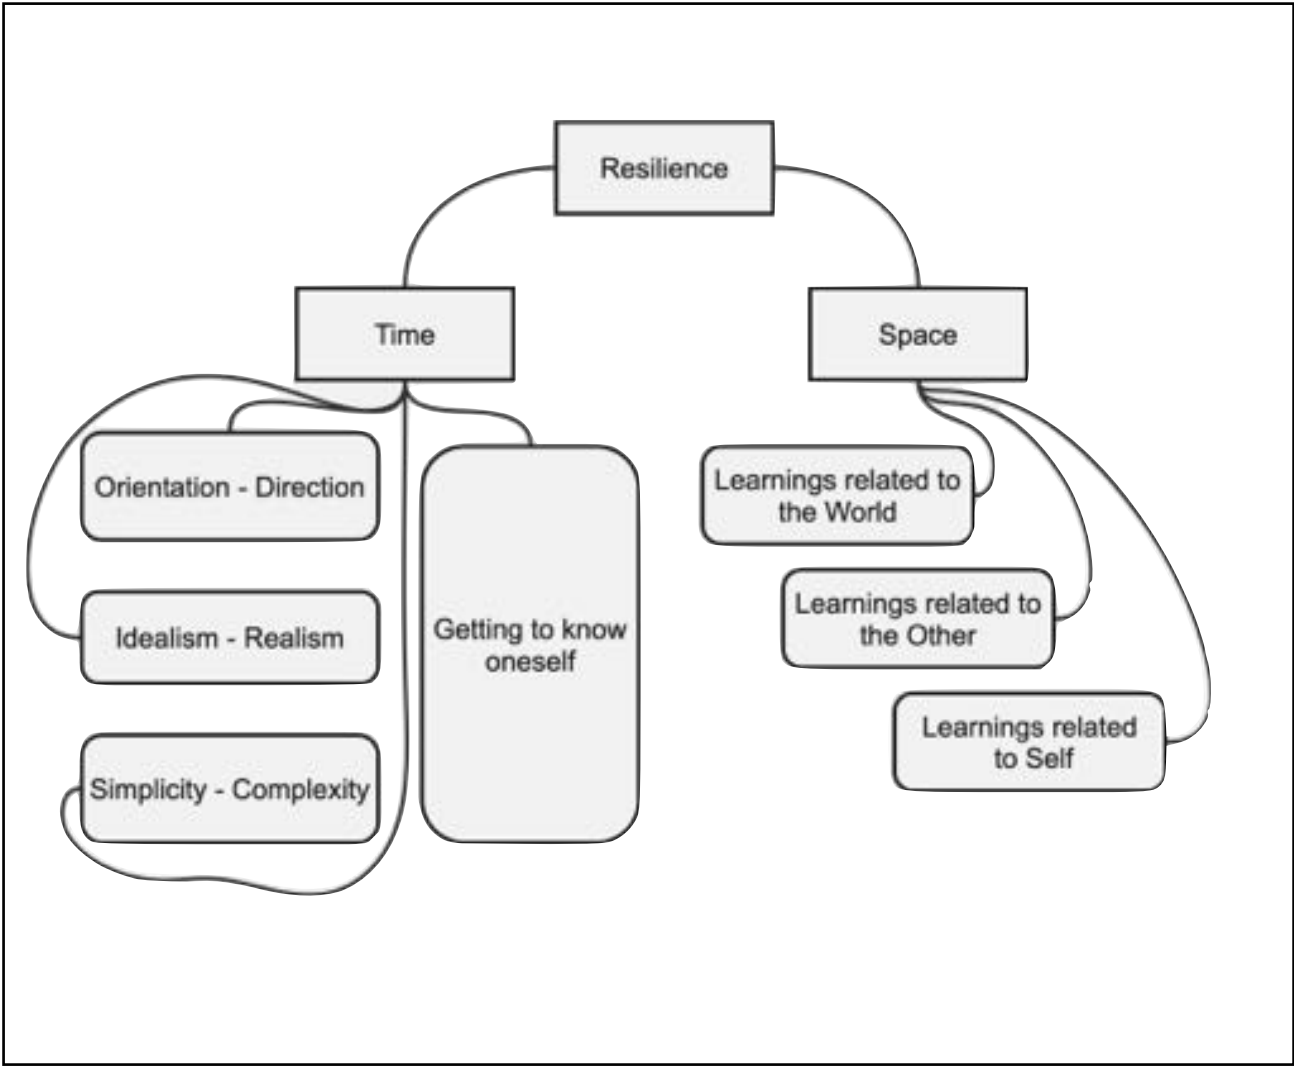 Resilience
Time
Space
Orientation - Direction
Idealism - Realism
Simplicity - Complexity
Getting to know
oneself
Learnings related to
the World
Learnings related to
the Other
Learnings related
to Self